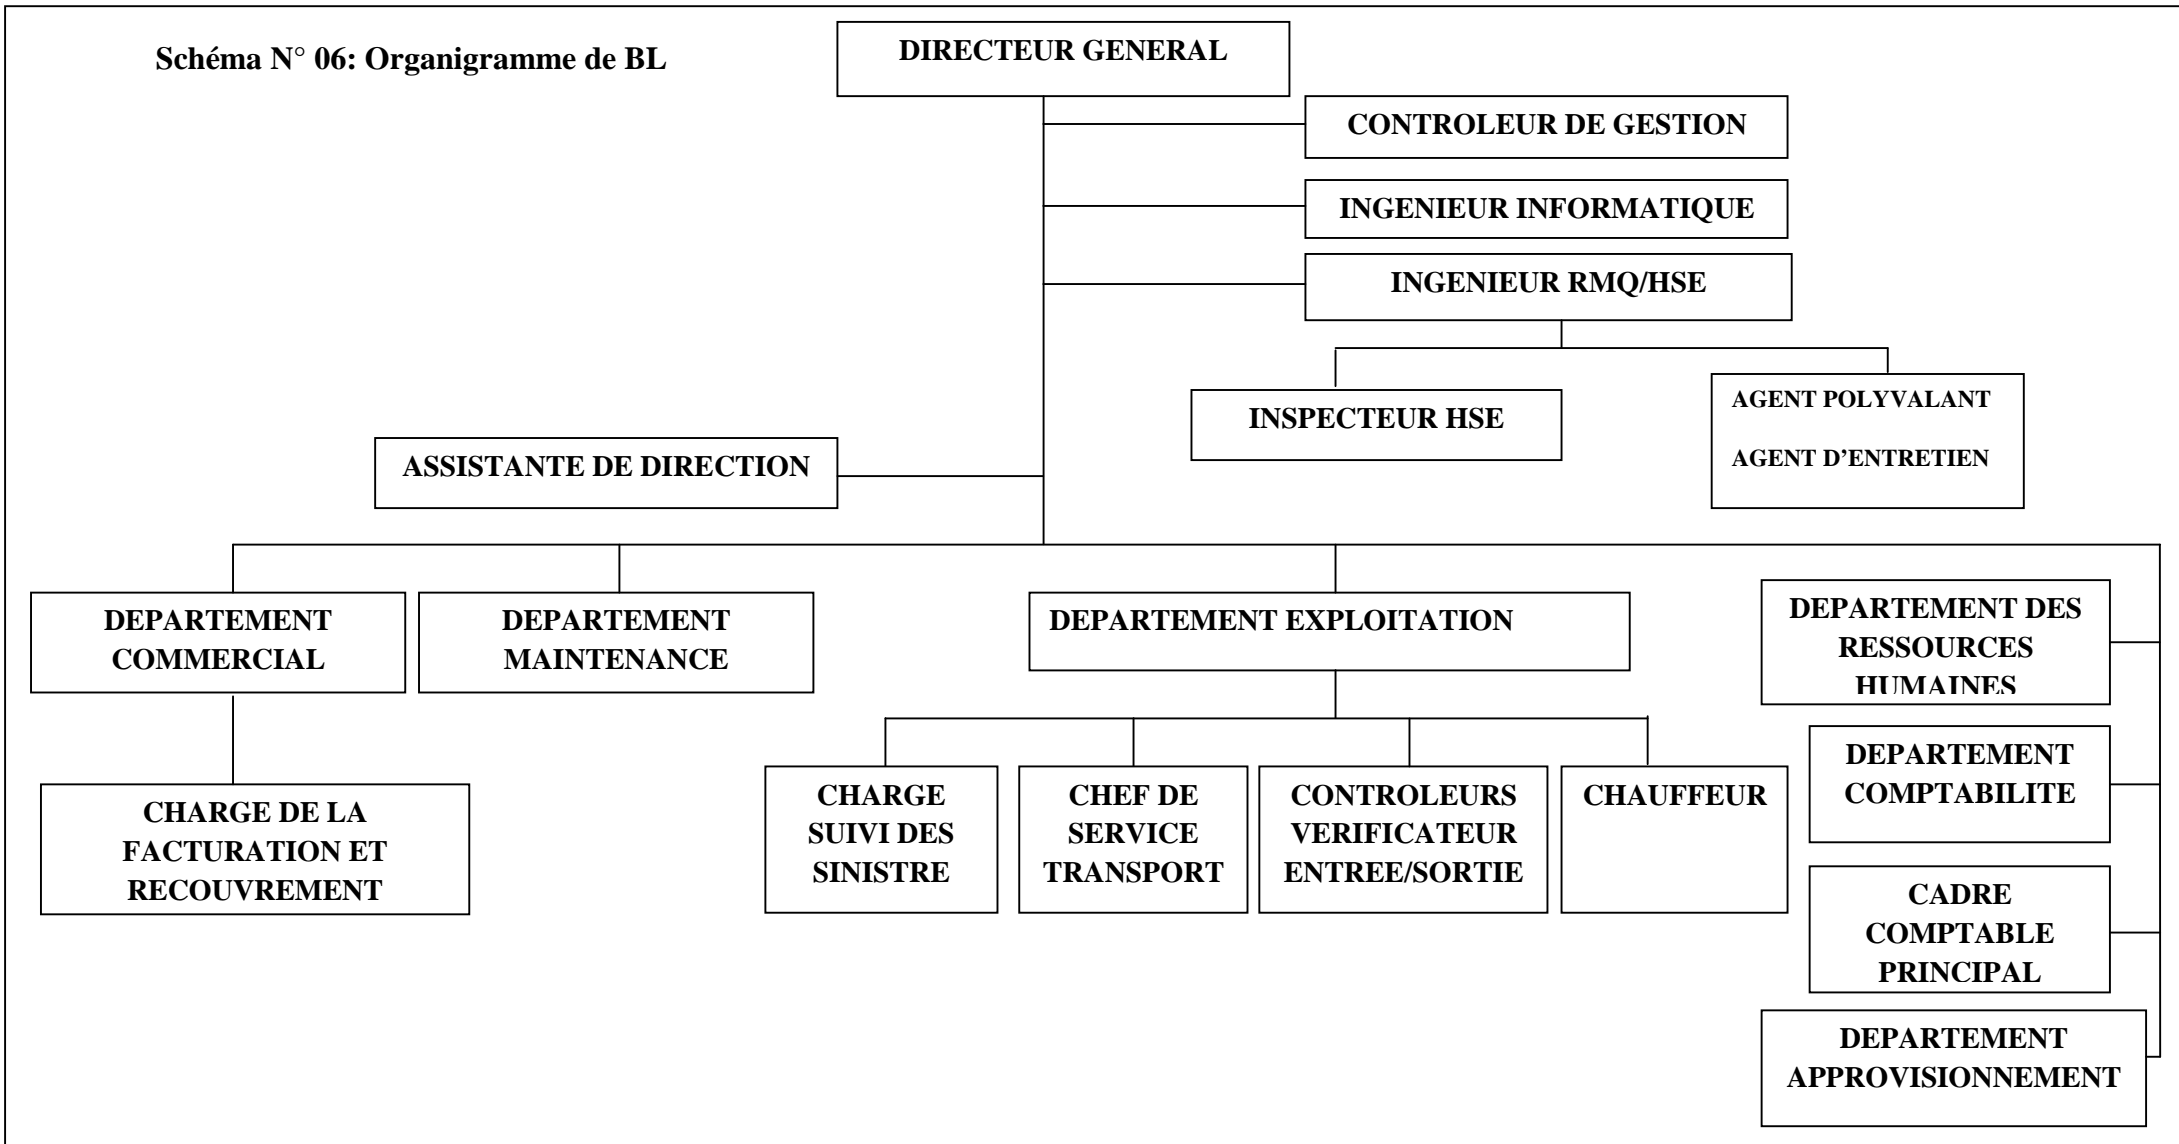 Schéma N° 06: Organigramme de BL
DIRECTEUR GENERAL
CONTROLEUR DE GESTION
INGENIEUR INFORMATIQUE
INGENIEUR RMQ/HSE
INSPECTEUR HSE
AGENT POLYVALANT
AGENT D’ENTRETIEN
ASSISTANTE DE DIRECTION
DEPARTEMENT
COMMERCIAL
DEPARTEMENT
MAINTENANCE
DEPARTEMENT EXPLOITATION
DEPARTEMENT DES
RESSOURCES
HUMAINES
CHARGE DE LA
FACTURATION ET
RECOUVREMENT
CHARGE
SUIVI DES
SINISTRE
CHEF DE
SERVICE
TRANSPORT
CONTROLEURS
VERIFICATEUR
ENTREE/SORTIE
CHAUFFEUR
DEPARTEMENT
COMPTABILITE
CADRE
COMPTABLE
PRINCIPAL
DEPARTEMENT
APPROVISIONNEMENT